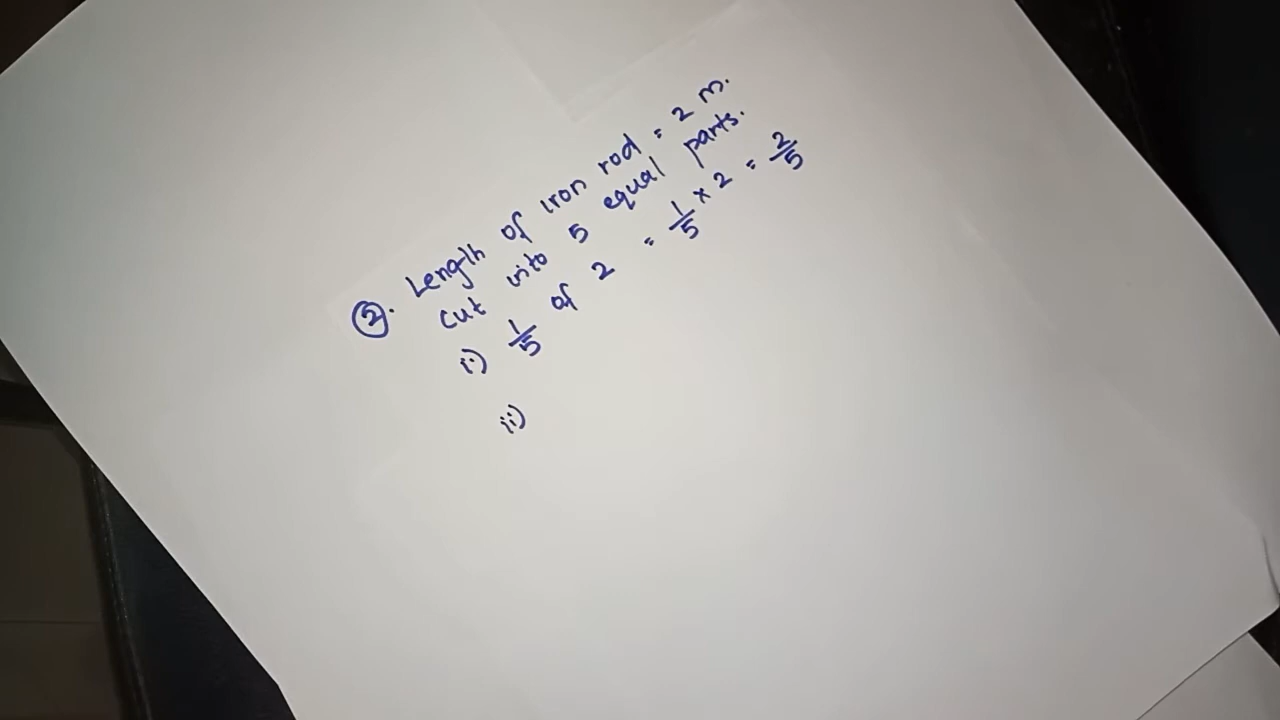 ②. Length of iron rod = 2 m.
cut into 5 equal parts.
i) 1/5 of 2 = 1/5 × 2 = 2/5
ii)